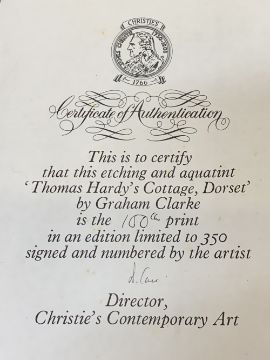 CHRISTIE'S
1766
Certificate of Authentication
This is to certify
that this etching and aquatint
'Thomas Hardy's Cottage, Dorset'
by Graham Clarke
is the 100th print
in an edition limited to 350
signed and numbered by the artist
Director,
Christie's Contemporary Art